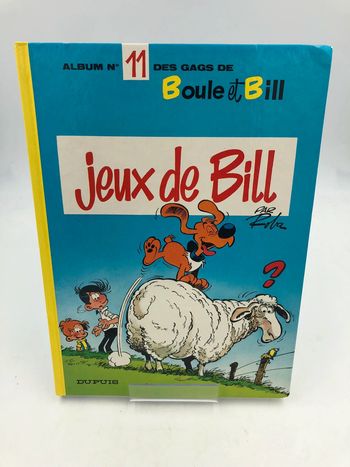 ALBUM N° 11 DES GAGS DE
Boule et Bill
jeux de Bill
PAR
Roba
?
DUPUIS